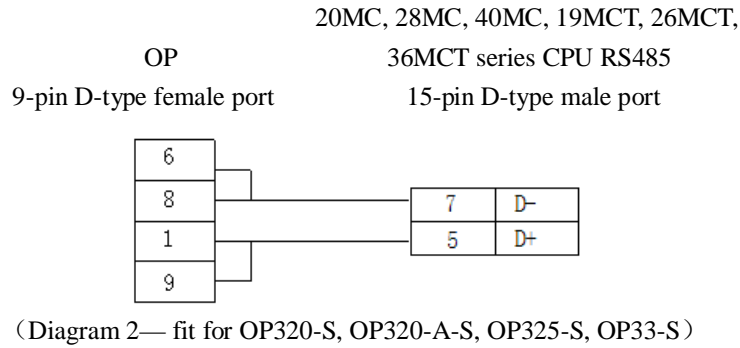 20MC, 28MC, 40MC, 19MCT, 26MCT,
OP 36MCT series CPU RS485
9-pin D-type female port 15-pin D-type male port
6
8 7 D-
1 5 D+
9
（Diagram 2— fit for OP320-S, OP320-A-S, OP325-S, OP33-S）